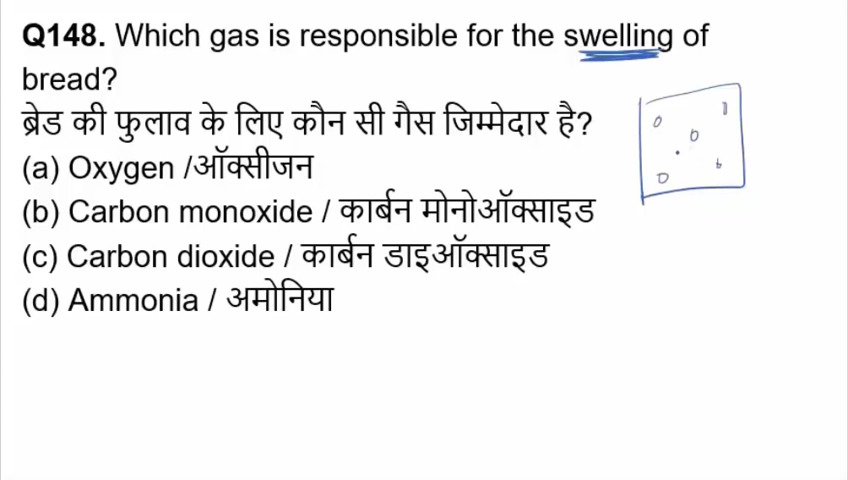 Q148. Which gas is responsible for the swelling of
bread?
ब्रेड की फुलाव के लिए कौन सी गैस जिम्मेदार है?
(a) Oxygen /ऑक्सीजन
(b) Carbon monoxide / कार्बन मोनोऑक्साइड
(c) Carbon dioxide / कार्बन डाइऑक्साइड
(d) Ammonia / अमोनिया